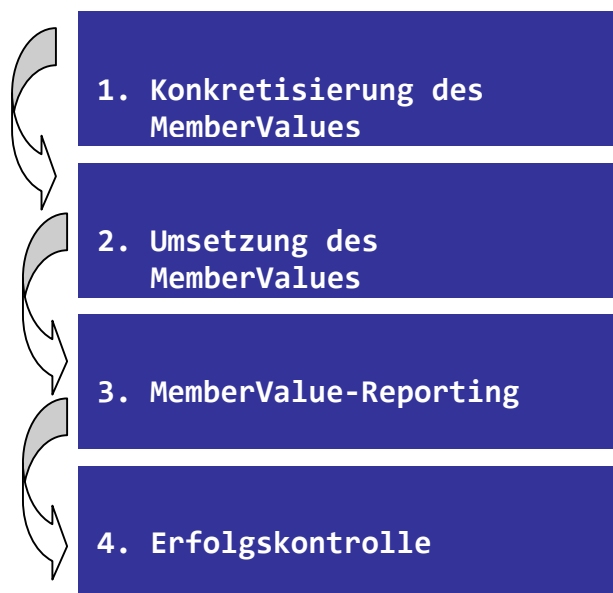 1. Konkretisierung des
MemberValues
2. Umsetzung des
MemberValues
3. MemberValue-Reporting
4. Erfolgskontrolle